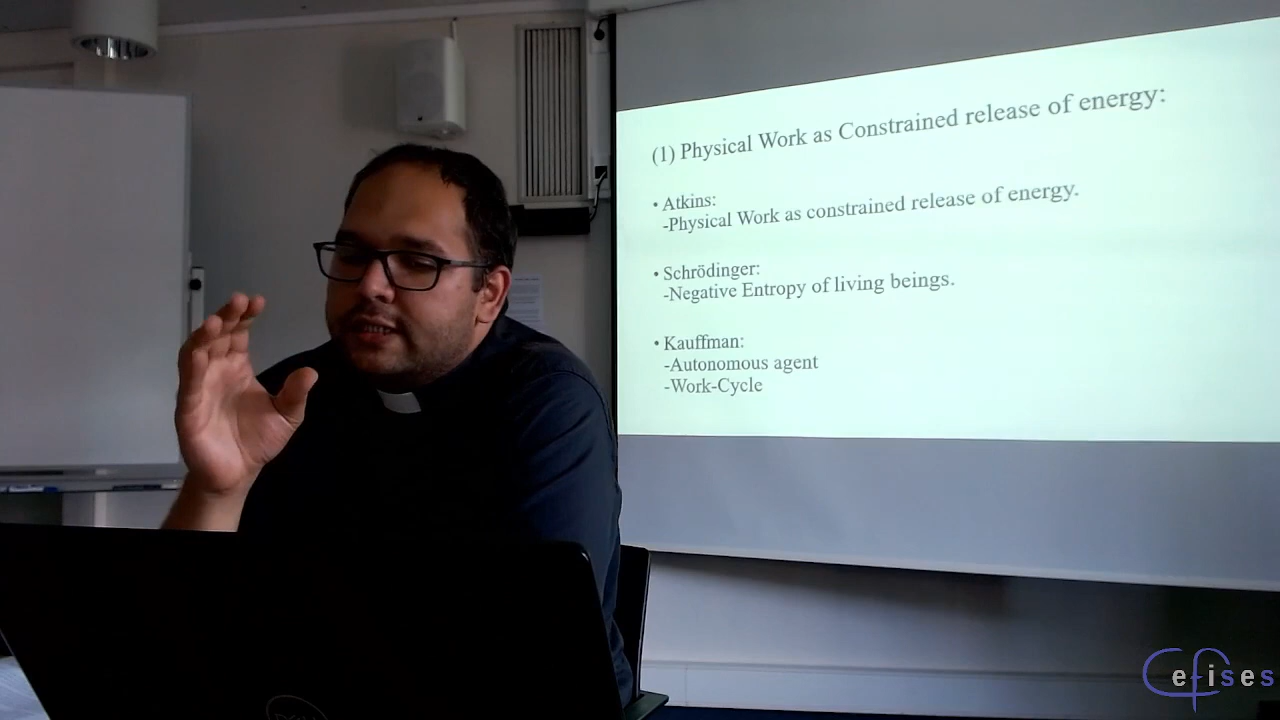 (1) Physical Work as Constrained release of energy:
• Atkins:
-Physical Work as constrained release of energy.
• Schrödinger:
-Negative Entropy of living beings.
• Kauffman:
-Autonomous agent
-Work-Cycle
Cefises